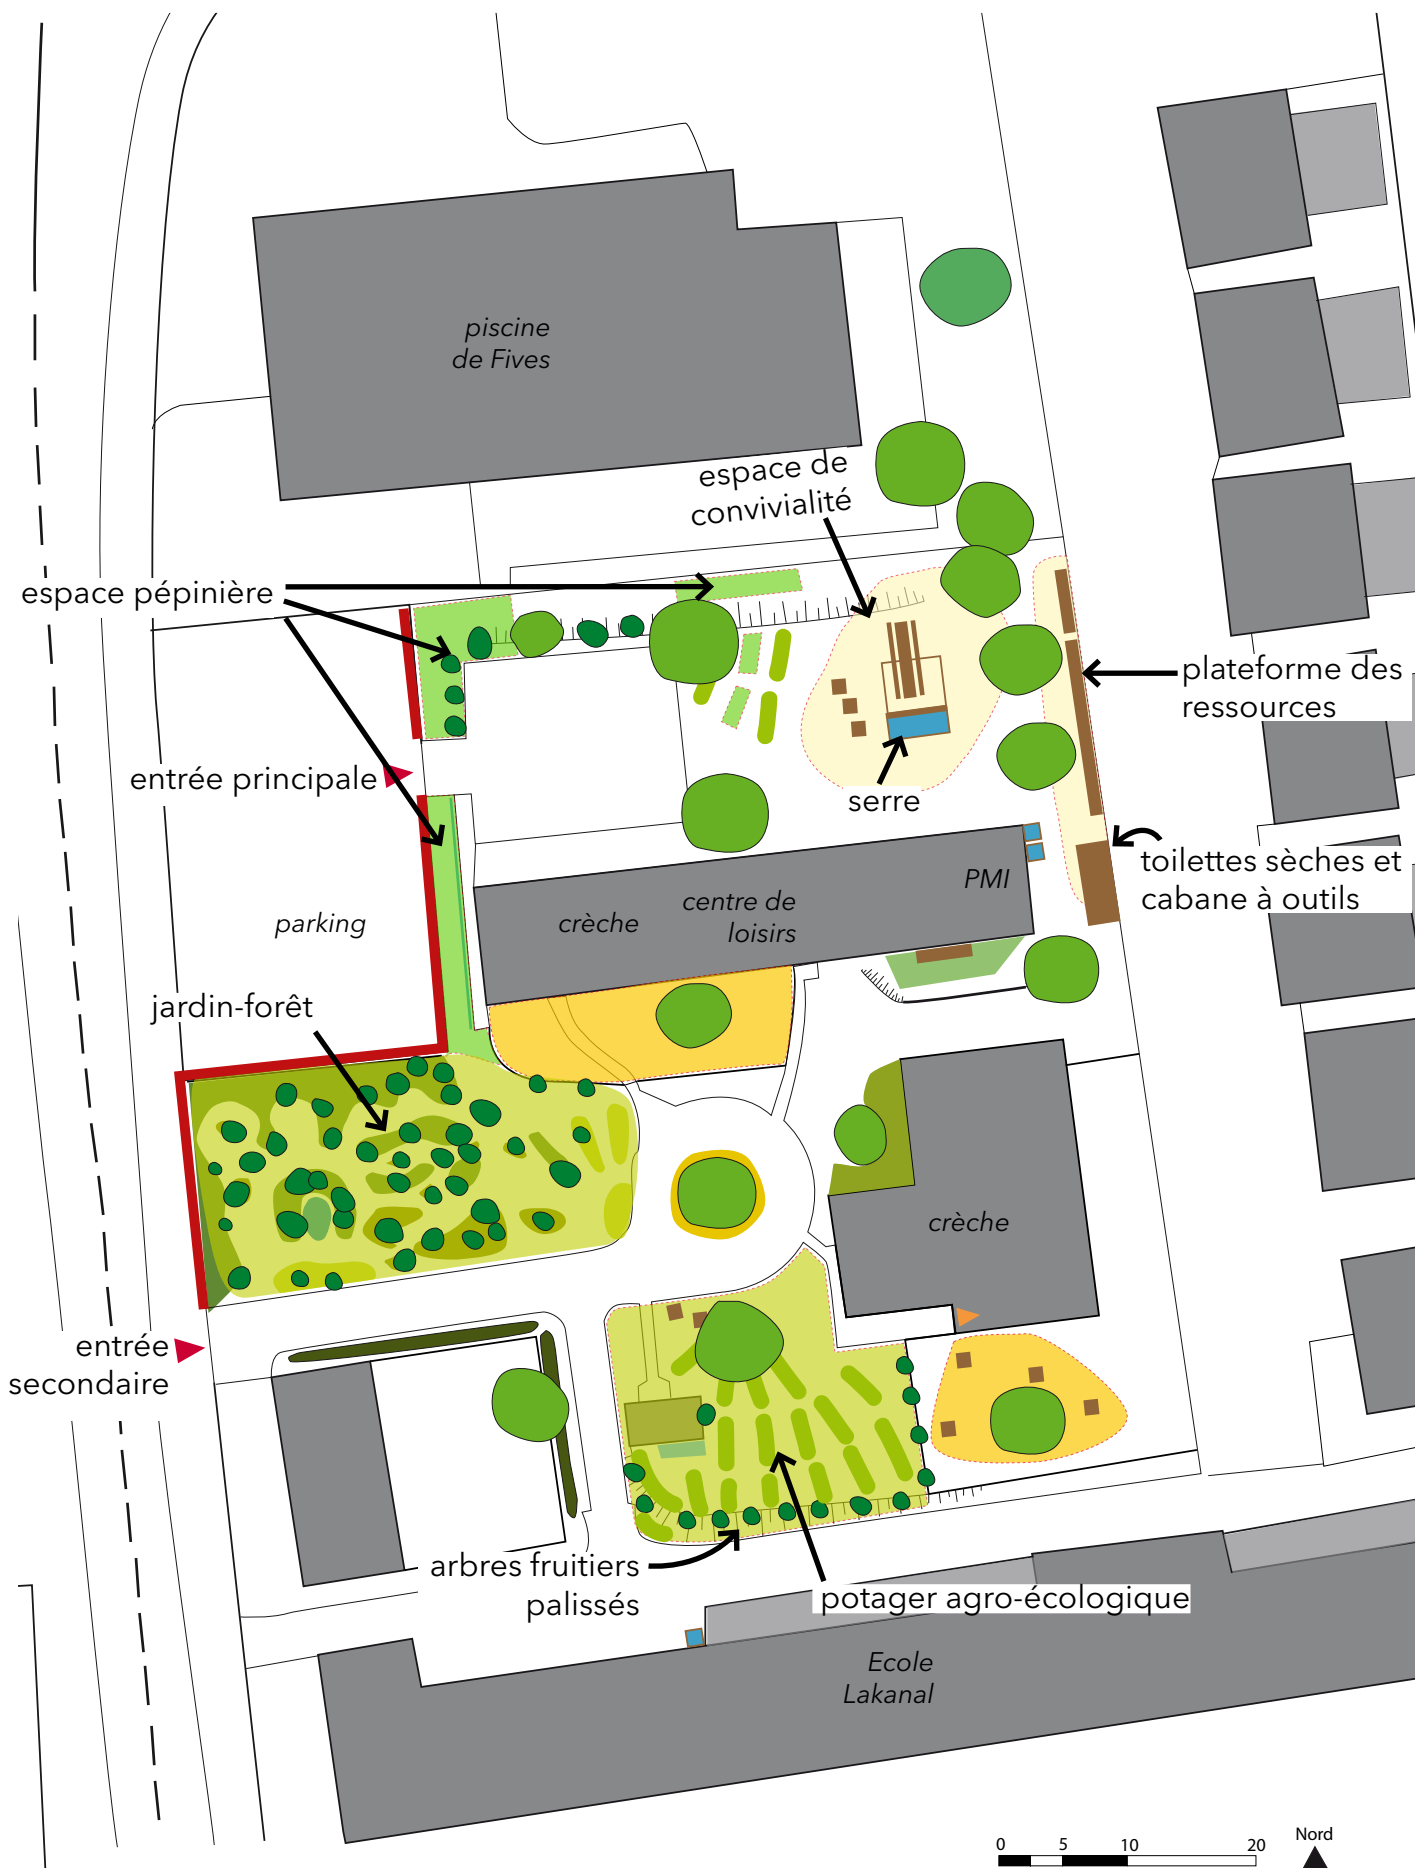 piscine
de Fives
espace de
convivialité
espace pépinière
plateforme des
ressources
entrée principale
serre
toilettes sèches et
cabane à outils
PMI
centre de
loisirs
crèche
parking
jardin-forêt
crèche
entrée
secondaire
arbres fruitiers
palissés
potager agro-écologique
Ecole
Lakanal
0 5 10 20
Nord